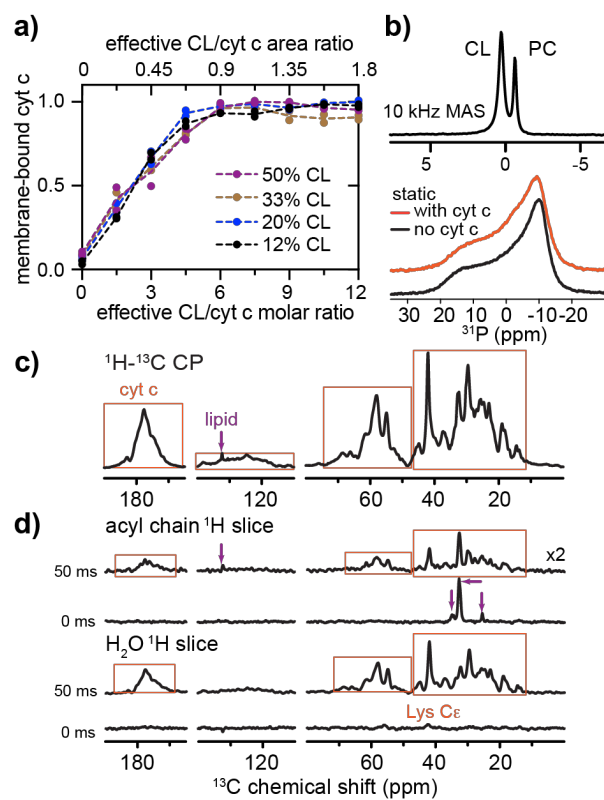 a)
effective CL/cyt c area ratio
0 0.45 0.9 1.35 1.8
membrane-bound cyt c
1.0
0.5
0.0
50% CL
33% CL
20% CL
12% CL
0 3 6 9 12
effective CL/cyt c molar ratio
b)
CL PC
10 kHz MAS
5 0 -5
static
with cyt c
no cyt c
30 20 10 0 -10 -20
³¹P (ppm)
c)
¹H-¹³C CP
cyt c
lipid
180 120 60 40 20
d)
acyl chain ¹H slice
x2
50 ms
0 ms
H₂O ¹H slice
50 ms
Lys Cε
0 ms
180 120 60 40 20
¹³C chemical shift (ppm)